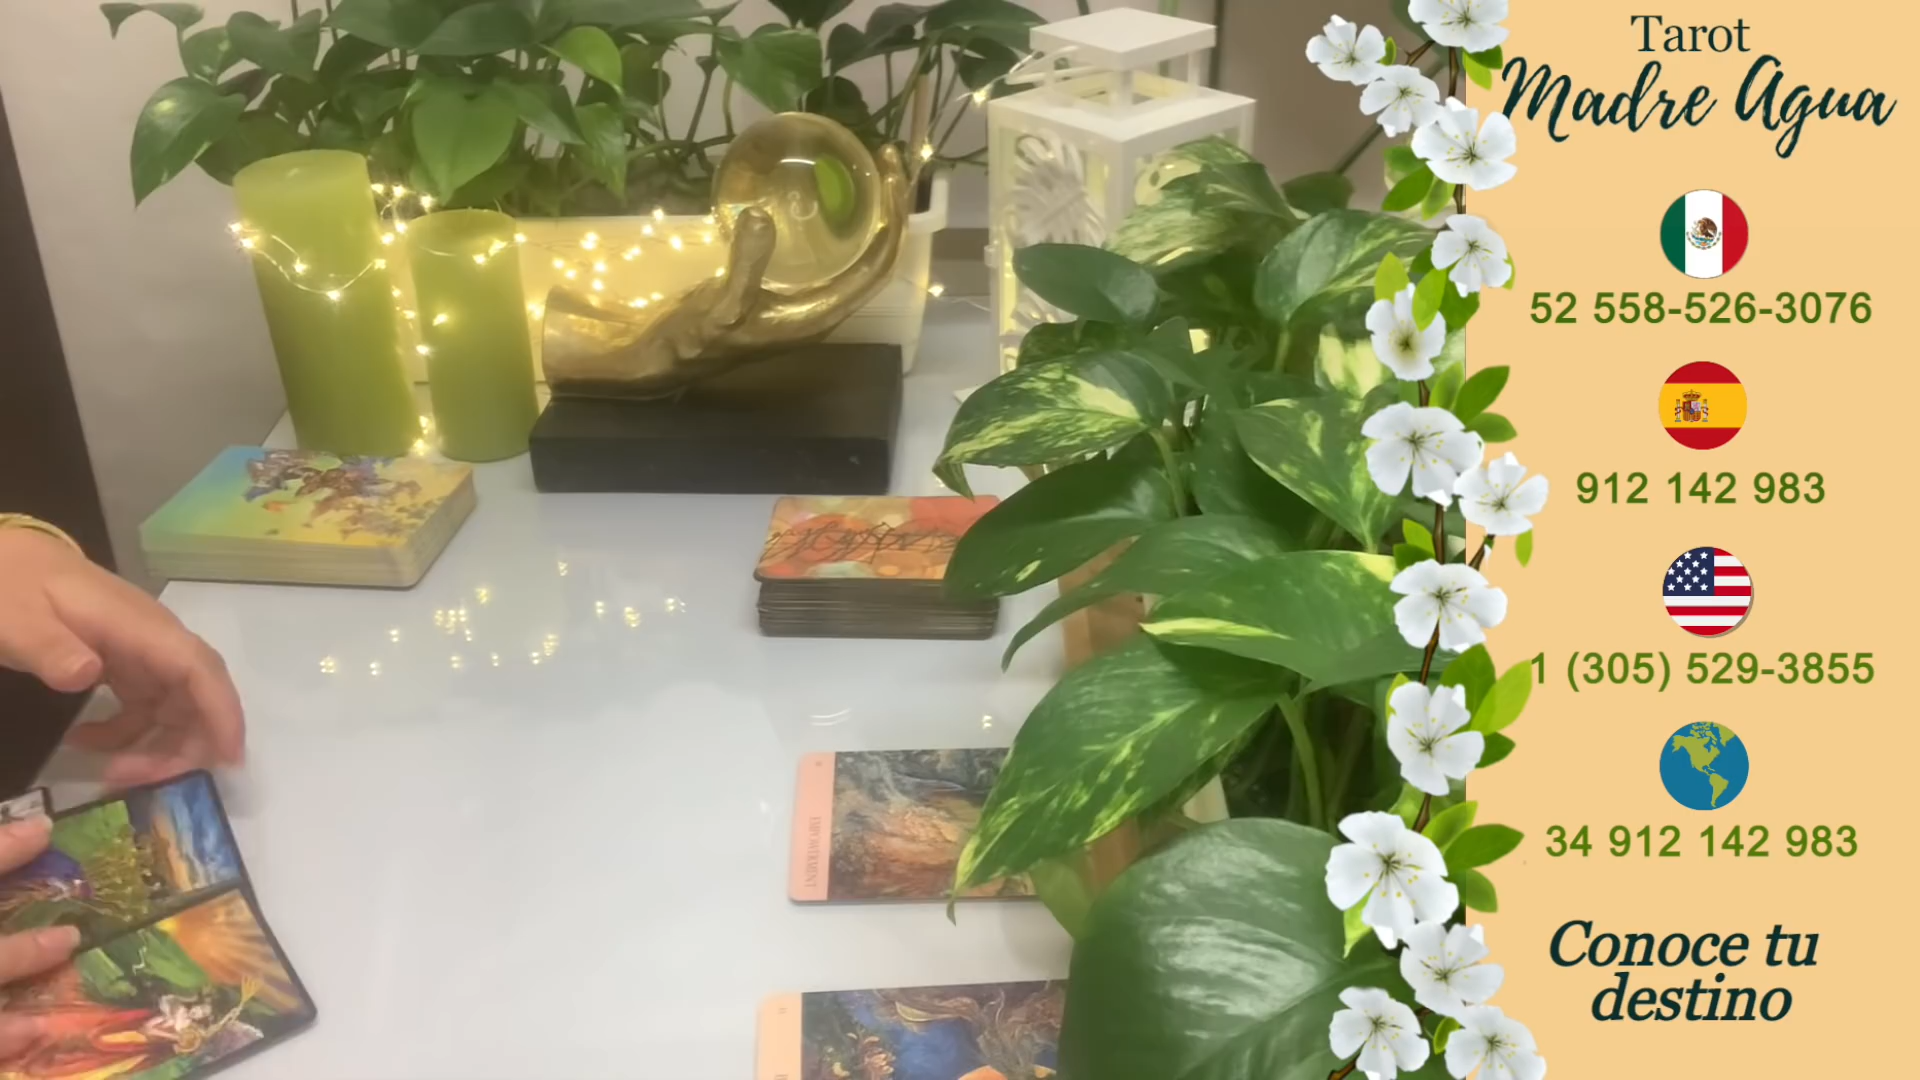 Tarot
Madre Agua
52 558-526-3076
912 142 983
1 (305) 529-3855
34 912 142 983
Conoce tu
destino
EMPOWERMENT